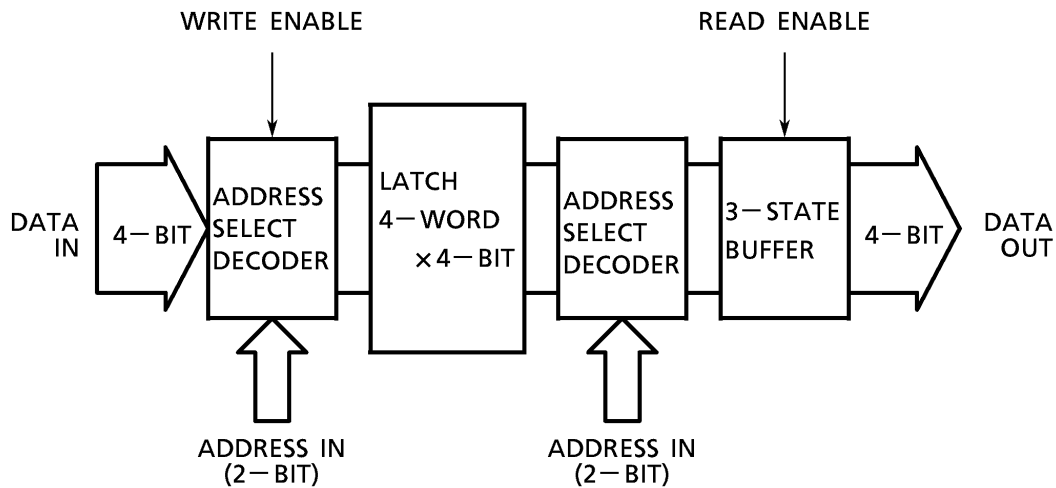 WRITE ENABLE
READ ENABLE
DATA
IN
4−BIT
ADDRESS
SELECT
DECODER
LATCH
4−WORD
×4−BIT
ADDRESS
SELECT
DECODER
3−STATE
BUFFER
4−BIT
DATA
OUT
ADDRESS IN
(2−BIT)
ADDRESS IN
(2−BIT)